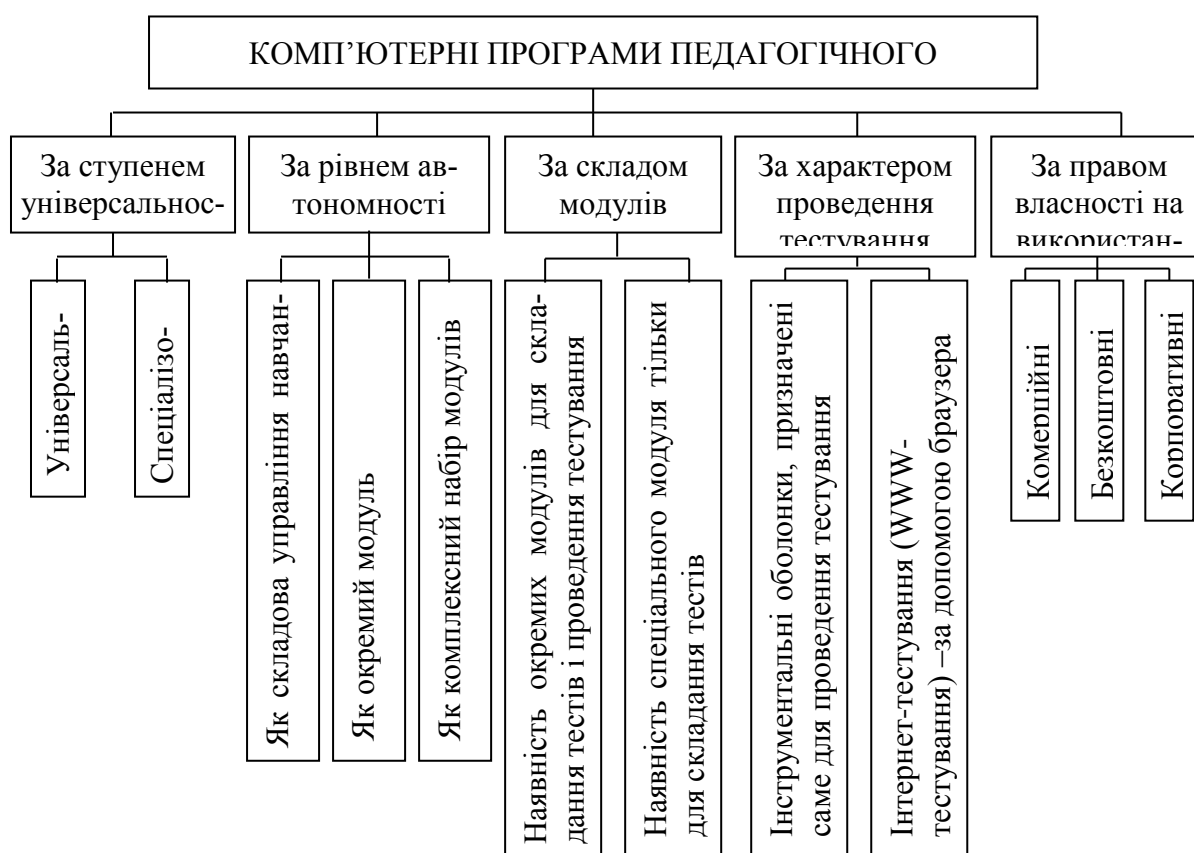 КОМП’ЮТЕРНІ ПРОГРАМИ ПЕДАГОГІЧНОГО
За ступенем
універсальнос-
За рівнем ав-
тономності
За складом
модулів
За характером
проведення
тестування
За правом
власності на
використан-
Універсаль-
Спеціалізо-
Як складова управління навчан-
Як окремий модуль
Як комплексний набір модулів
Наявність окремих модулів для скла-
дання тестів і проведення тестування
Наявність спеціального модуля тільки
для складання тестів
Інструментальні оболонки, призначені
саме для проведення тестування
Інтернет-тестування (WWW-
тестування) –за допомогою браузера
Комерційні
Безкоштовні
Корпоративні